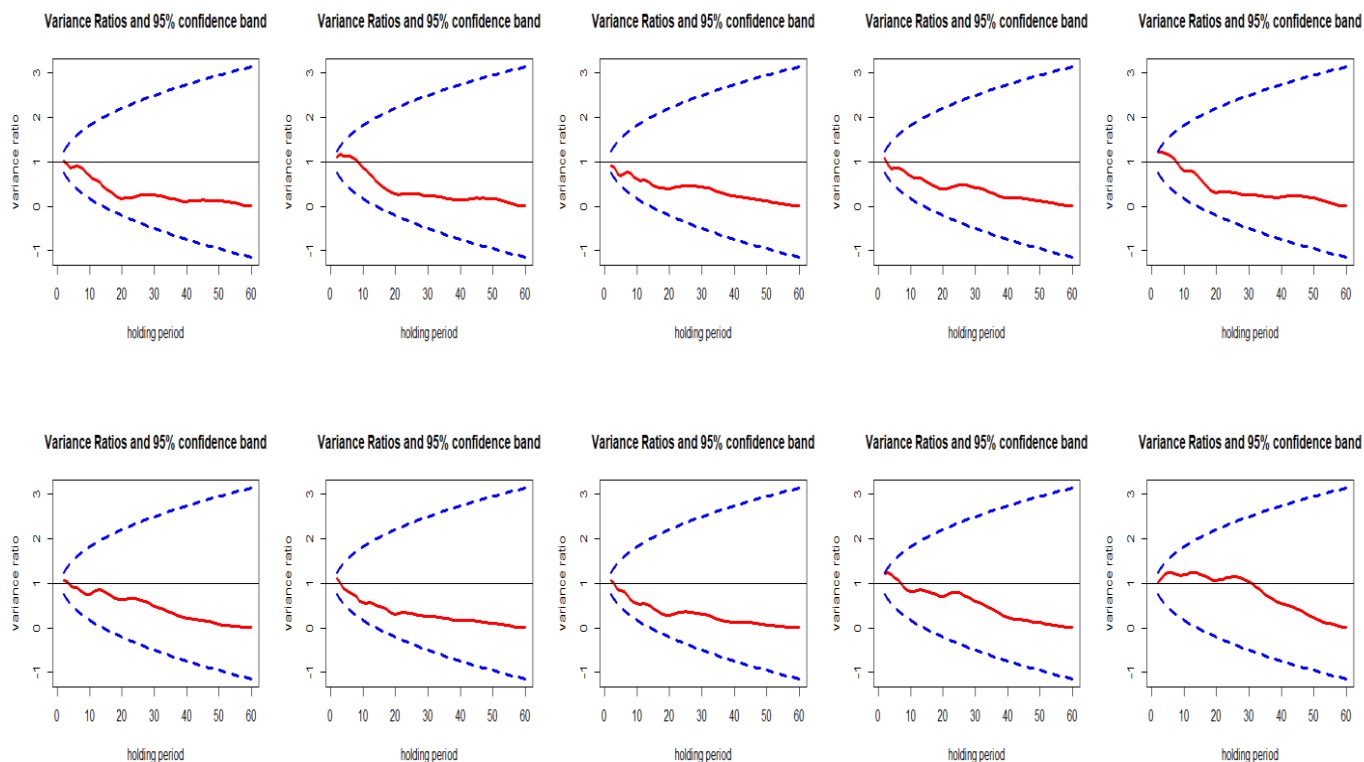 Variance Ratios and 95% confidence band Variance Ratios and 95% confidence band Variance Ratios and 95% confidence band Variance Ratios and 95% confidence band Variance Ratios and 95% confidence band
variance ratio variance ratio variance ratio variance ratio variance ratio
3 3 3 3 3
2 2 2 2 2
1 1 1 1 1
0 0 0 0 0
-1 -1 -1 -1 -1
0 10 20 30 40 50 60 0 10 20 30 40 50 60 0 10 20 30 40 50 60 0 10 20 30 40 50 60 0 10 20 30 40 50 60
holding period holding period holding period holding period holding period
Variance Ratios and 95% confidence band Variance Ratios and 95% confidence band Variance Ratios and 95% confidence band Variance Ratios and 95% confidence band Variance Ratios and 95% confidence band
variance ratio variance ratio variance ratio variance ratio variance ratio
3 3 3 3 3
2 2 2 2 2
1 1 1 1 1
0 0 0 0 0
-1 -1 -1 -1 -1
0 10 20 30 40 50 60 0 10 20 30 40 50 60 0 10 20 30 40 50 60 0 10 20 30 40 50 60 0 10 20 30 40 50 60
holding period holding period holding period holding period holding period